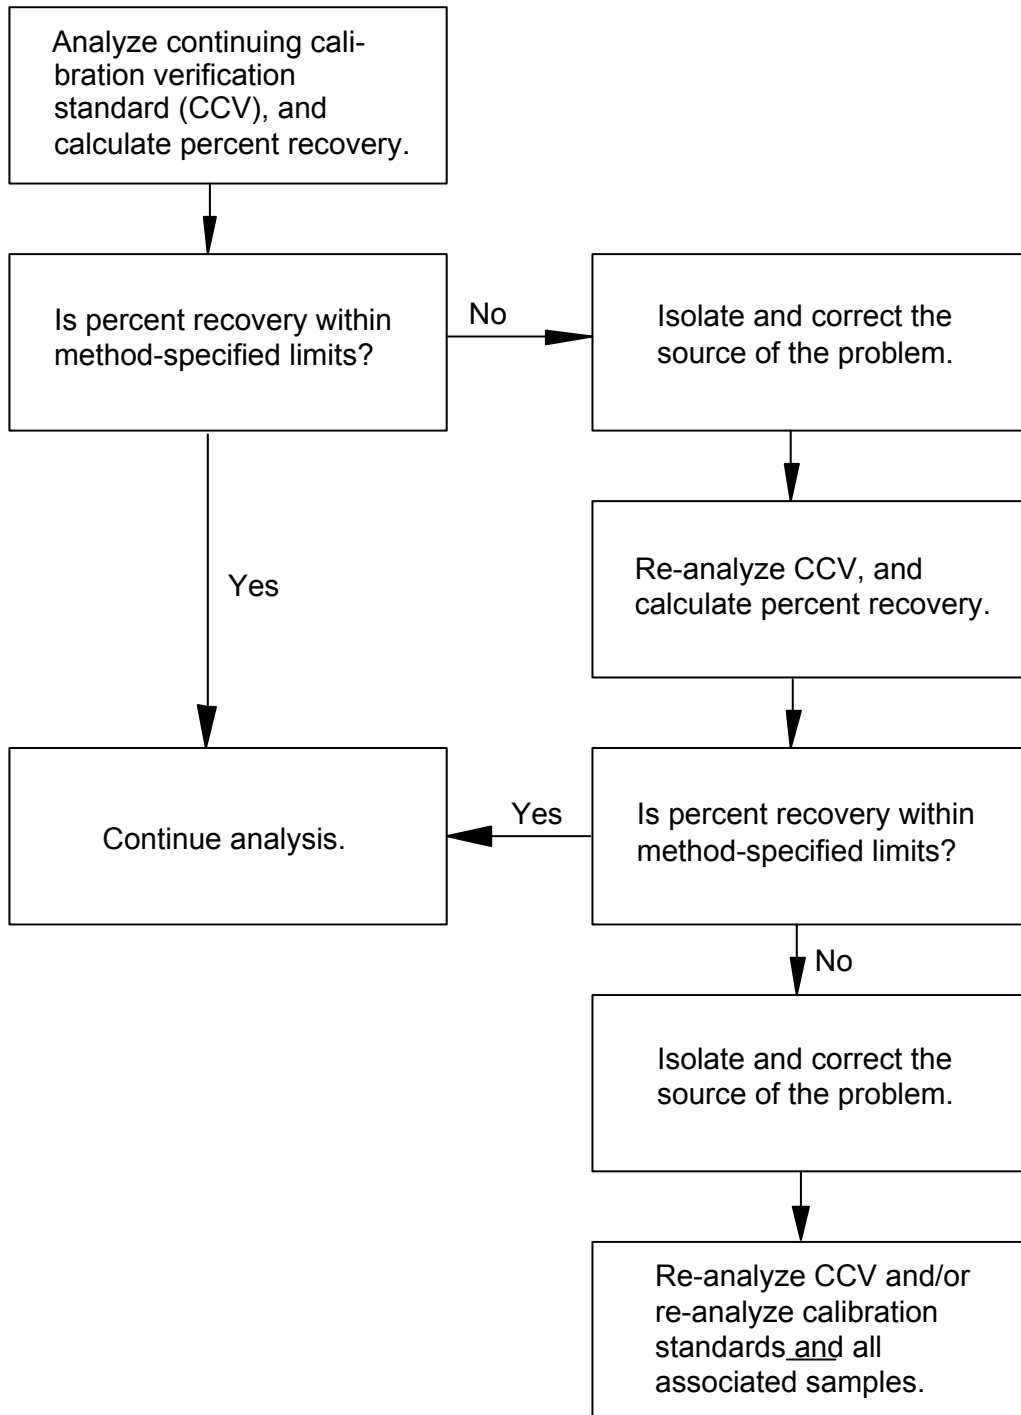 Analyze continuing cali-
bration verification
standard (CCV), and
calculate percent recovery.
Is percent recovery within
method-specified limits?
No
Isolate and correct the
source of the problem.
Re-analyze CCV, and
calculate percent recovery.
Yes
Continue analysis.
Yes
Is percent recovery within
method-specified limits?
No
Isolate and correct the
source of the problem.
Re-analyze CCV and/or
re-analyze calibration
standards and all
associated samples.